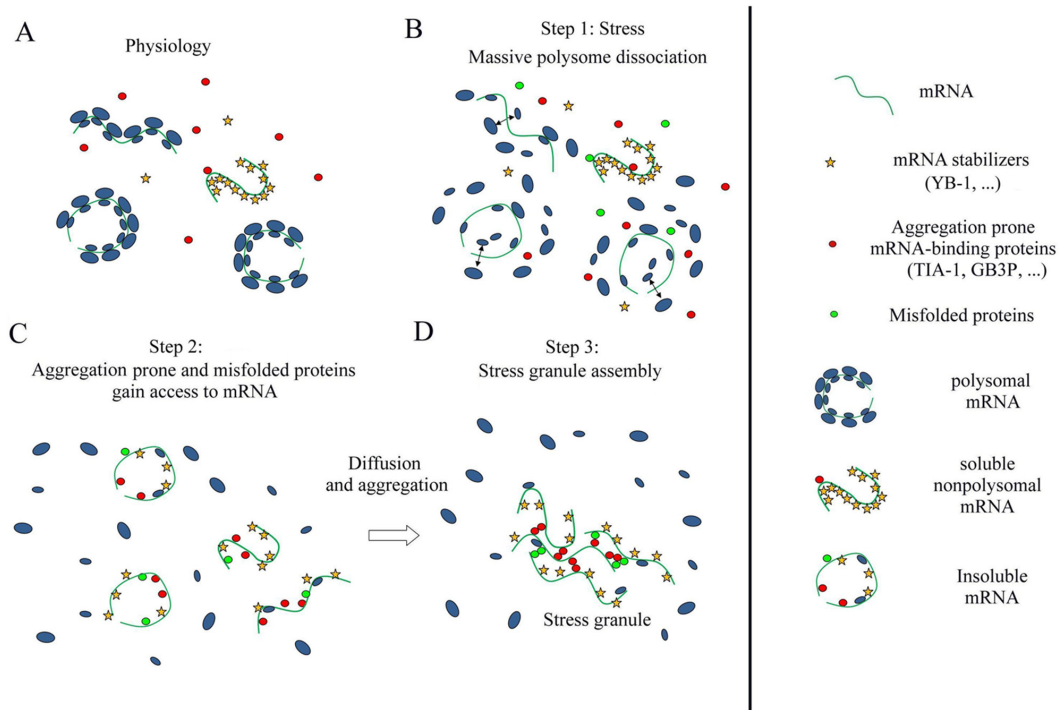 A
Physiology
B
Step 1: Stress
Massive polysome dissociation
C
Step 2:
Aggregation prone and misfolded proteins
gain access to mRNA
Diffusion
and aggregation
D
Step 3:
Stress granule assembly
Stress granule
mRNA
mRNA stabilizers
(YB-1, ...)
Aggregation prone
mRNA-binding proteins
(TIA-1, GB3P, ...)
Misfolded proteins
polysomal
mRNA
soluble
nonpolysomal
mRNA
Insoluble
mRNA